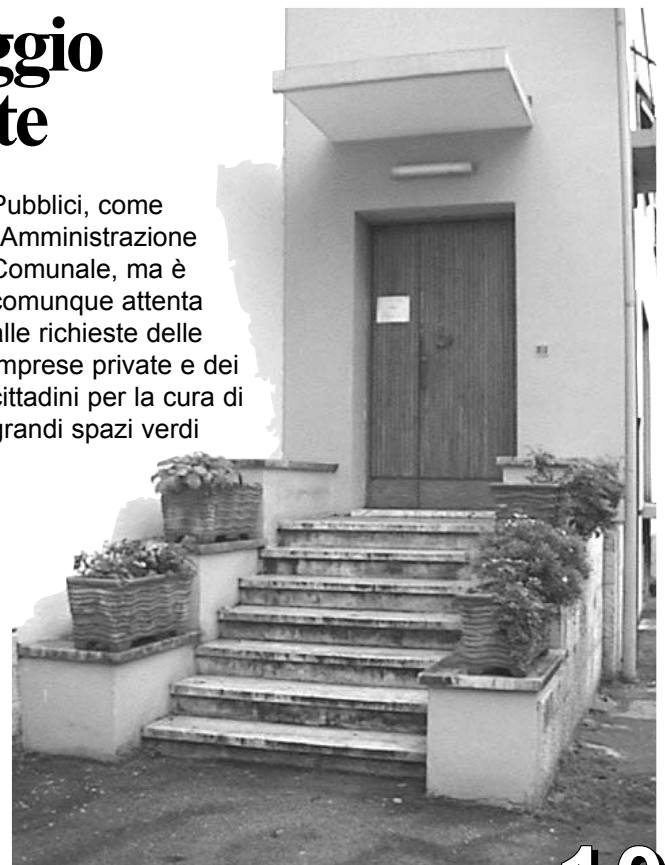 ggio
te
Pubblici, come
Amministrazione
Comunale, ma è
comunque attenta
alle richieste delle
imprese private e dei
cittadini per la cura di
grandi spazi verdi
10